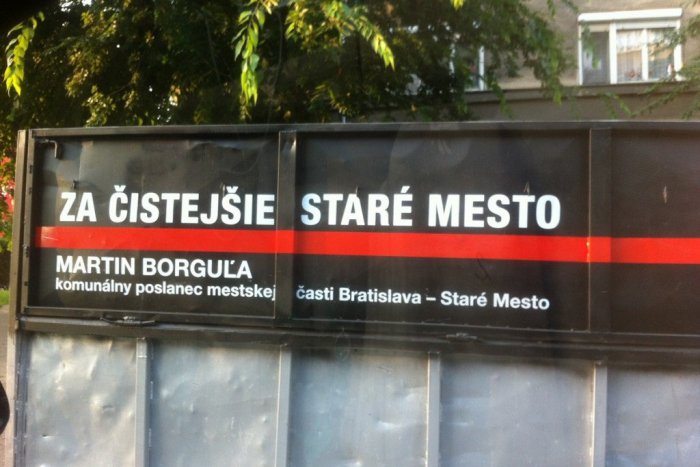 ZA ČISTEJŠIE STARÉ MESTO
MARTIN BORGUĽA
komunálny poslanec mestskej časti Bratislava – Staré Mesto